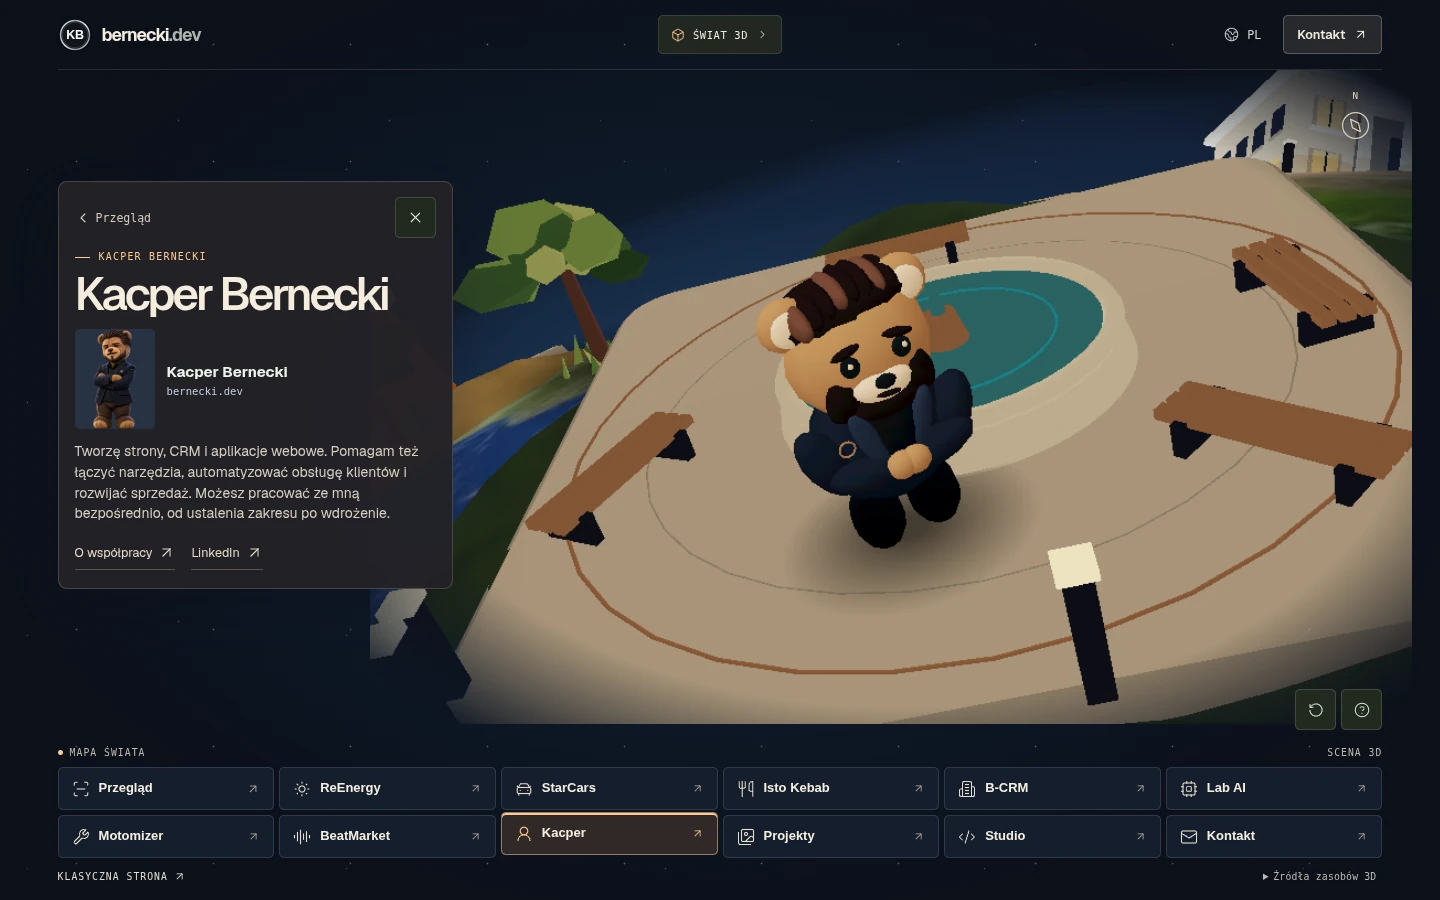 KB bernecki.dev
ŚWIAT 3D
PL
Kontakt
N
Przegląd
KACPER BERNECKI
Kacper Bernecki
Kacper Bernecki
bernecki.dev
Tworzę strony, CRM i aplikacje webowe. Pomagam też
łączyć narzędzia, automatyzować obsługę klientów i
rozwijać sprzedaż. Możesz pracować ze mną
bezpośrednio, od ustalenia zakresu po wdrożenie.
O współpracy
LinkedIn
MAPA ŚWIATA
SCENA 3D
Przegląd
ReEnergy
StarCars
Isto Kebab
B-CRM
Lab AI
Motomizer
BeatMarket
Kacper
Projekty
Studio
Kontakt
KLASYCZNA STRONA
Źródła zasobów 3D